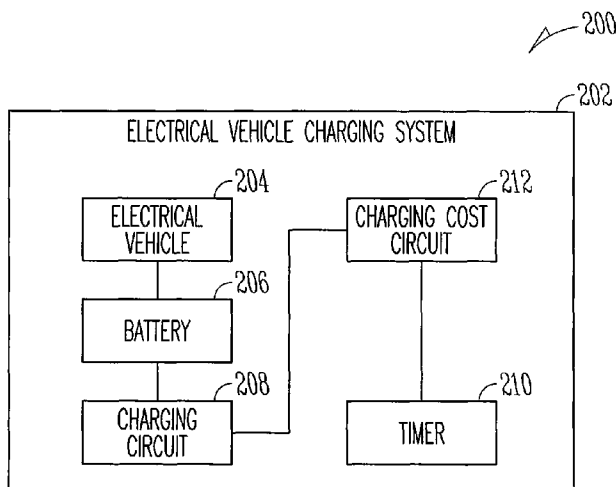 200
202
ELECTRICAL VEHICLE CHARGING SYSTEM
204
ELECTRICAL
VEHICLE
206
BATTERY
208
CHARGING
CIRCUIT
212
CHARGING COST
CIRCUIT
210
TIMER